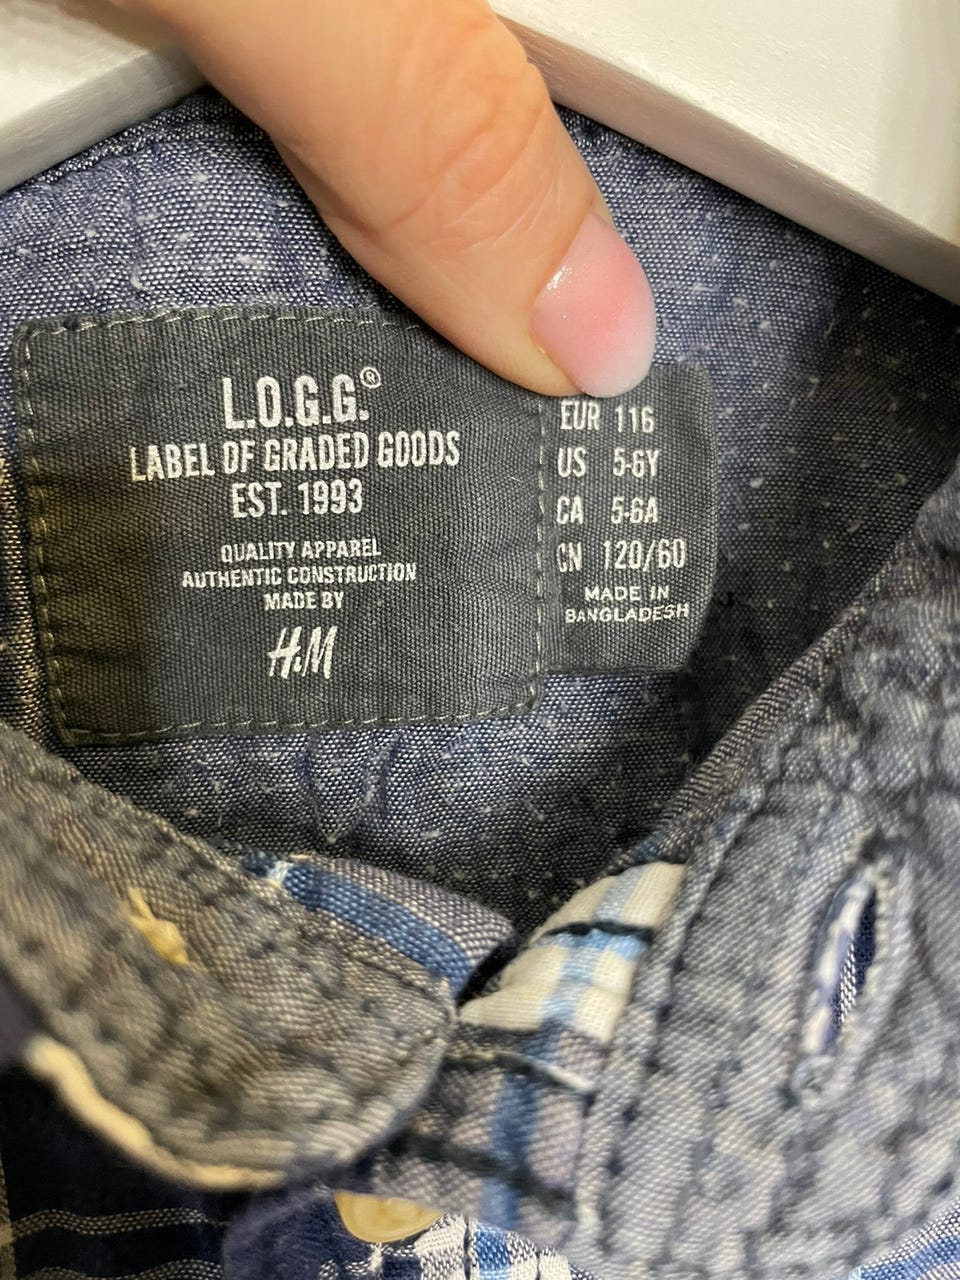 L.O.G.G.®
LABEL OF GRADED GOODS
EST. 1993
QUALITY APPAREL
AUTHENTIC CONSTRUCTION
MADE BY
H&M
EUR 116
US 5-6Y
CA 5-6A
CN 120/60
MADE IN
BANGLADESH